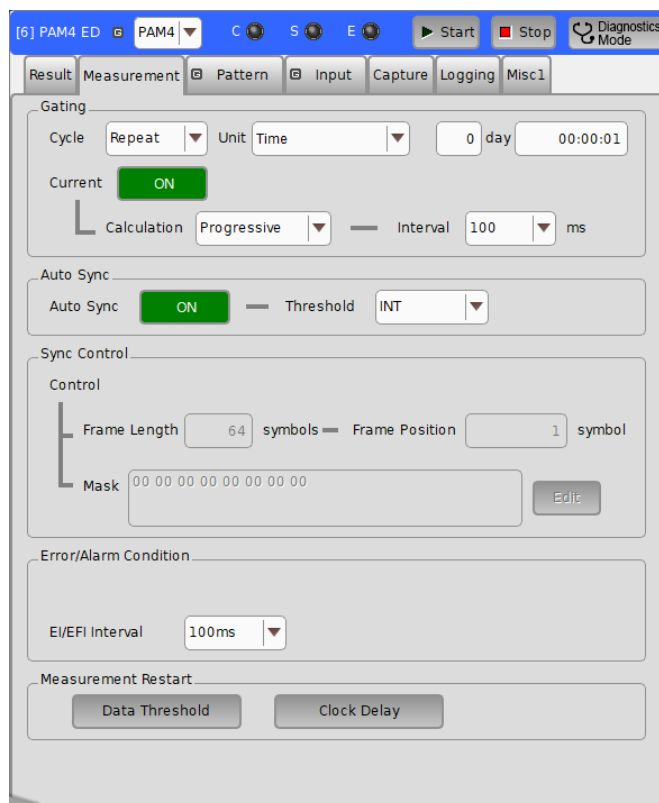 [6] PAM4 ED G PAM4 C S E Start Stop Diagnostics Mode
Result Measurement G Pattern G Input Capture Logging Misc1
Gating
Cycle Repeat Unit Time 0 day 00:00:01
Current ON
Calculation Progressive Interval 100 ms
Auto Sync
Auto Sync ON Threshold INT
Sync Control
Control
Frame Length 64 symbols Frame Position 1 symbol
Mask 00 00 00 00 00 00 00 00
Edit
Error/Alarm Condition
EI/EFI Interval 100ms
Measurement Restart
Data Threshold Clock Delay